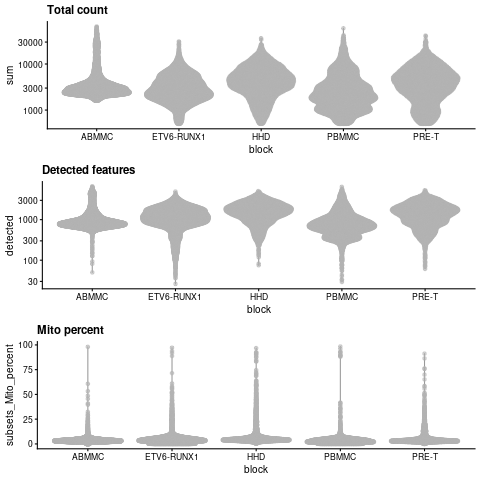 Total count
sum
30000
10000
3000
1000
ABMMC ETV6-RUNX1 HHD PBMMC PRE-T
block
Detected features
detected
3000
1000
300
100
30
ABMMC ETV6-RUNX1 HHD PBMMC PRE-T
block
Mito percent
subsets_Mito_percent
100
75
50
25
0
ABMMC ETV6-RUNX1 HHD PBMMC PRE-T
block